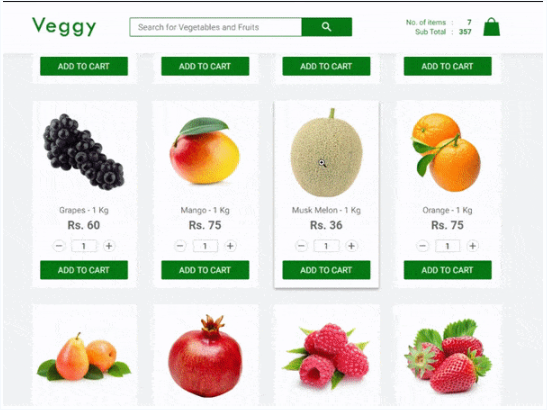 Veggy
Search for Vegetables and Fruits
No. of items : 7
Sub Total : 357
ADD TO CART ADD TO CART ADD TO CART ADD TO CART
Grapes - 1 Kg Mango - 1 Kg Musk Melon - 1 Kg Orange - 1 Kg
Rs. 60 Rs. 75 Rs. 36 Rs. 75
− 1 + − 1 + − 1 + − 1 +
ADD TO CART ADD TO CART ADD TO CART ADD TO CART